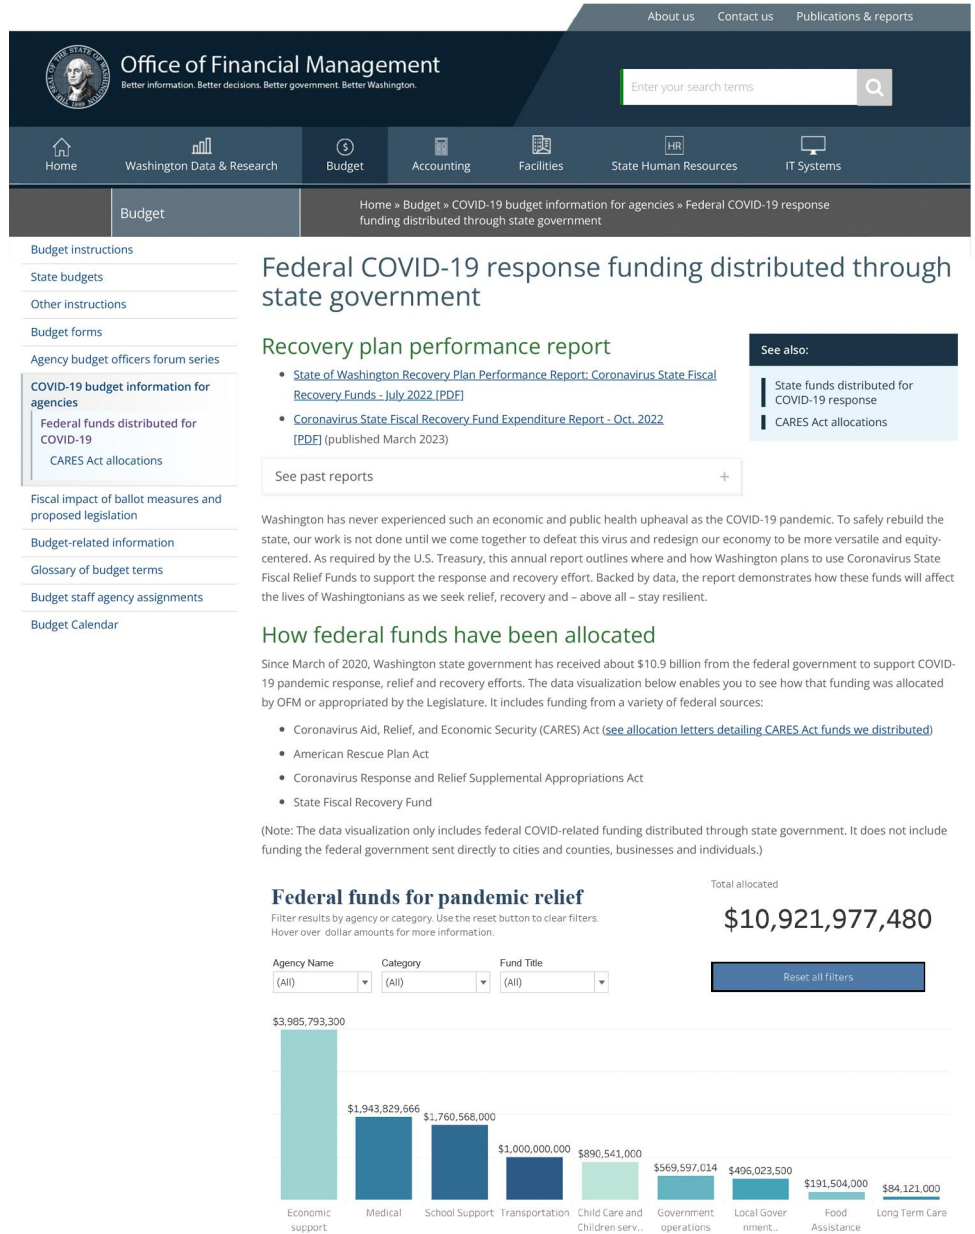 About us Contact us Publications & reports
Office of Financial Management
Better information. Better decisions. Better government. Better Washington.
Enter your search terms
Home Washington Data & Research Budget Accounting Facilities HR State Human Resources IT Systems
Budget
Home » Budget » COVID-19 budget information for agencies » Federal COVID-19 response
funding distributed through state government
Budget instructions
State budgets
Other instructions
Budget forms
Agency budget officers forum series
COVID-19 budget information for
agencies
Federal funds distributed for
COVID-19
CARES Act allocations
Fiscal impact of ballot measures and
proposed legislation
Budget-related information
Glossary of budget terms
Budget staff agency assignments
Budget Calendar
Federal COVID-19 response funding distributed through
state government
Recovery plan performance report
State of Washington Recovery Plan Performance Report: Coronavirus State Fiscal
Recovery Funds - July 2022 [PDF]
Coronavirus State Fiscal Recovery Fund Expenditure Report - Oct. 2022
[PDF] (published March 2023)
See also:
State funds distributed for
COVID-19 response
CARES Act allocations
See past reports +
Washington has never experienced such an economic and public health upheaval as the COVID-19 pandemic. To safely rebuild the
state, our work is not done until we come together to defeat this virus and redesign our economy to be more versatile and equity-
centered. As required by the U.S. Treasury, this annual report outlines where and how Washington plans to use Coronavirus State
Fiscal Relief Funds to support the response and recovery effort. Backed by data, the report demonstrates how these funds will affect
the lives of Washingtonians as we seek relief, recovery and – above all – stay resilient.
How federal funds have been allocated
Since March of 2020, Washington state government has received about $10.9 billion from the federal government to support COVID-
19 pandemic response, relief and recovery efforts. The data visualization below enables you to see how that funding was allocated
by OFM or appropriated by the Legislature. It includes funding from a variety of federal sources:
Coronavirus Aid, Relief, and Economic Security (CARES) Act (see allocation letters detailing CARES Act funds we distributed)
American Rescue Plan Act
Coronavirus Response and Relief Supplemental Appropriations Act
State Fiscal Recovery Fund
(Note: The data visualization only includes federal COVID-related funding distributed through state government. It does not include
funding the federal government sent directly to cities and counties, businesses and individuals.)
Federal funds for pandemic relief
Filter results by agency or category. Use the reset button to clear filters.
Hover over dollar amounts for more information.
Total allocated
$10,921,977,480
Agency Name Category Fund Title
(All) (All) (All)
Reset all filters
$3,985,793,300
$1,943,829,666
$1,760,568,000
$1,000,000,000
$890,541,000
$569,597,014
$496,023,500
$191,504,000
$84,121,000
Economic Medical School Support Transportation Child Care and Government Local Gover Food Long Term Care
support Children serv.. operations nment.. Assistance